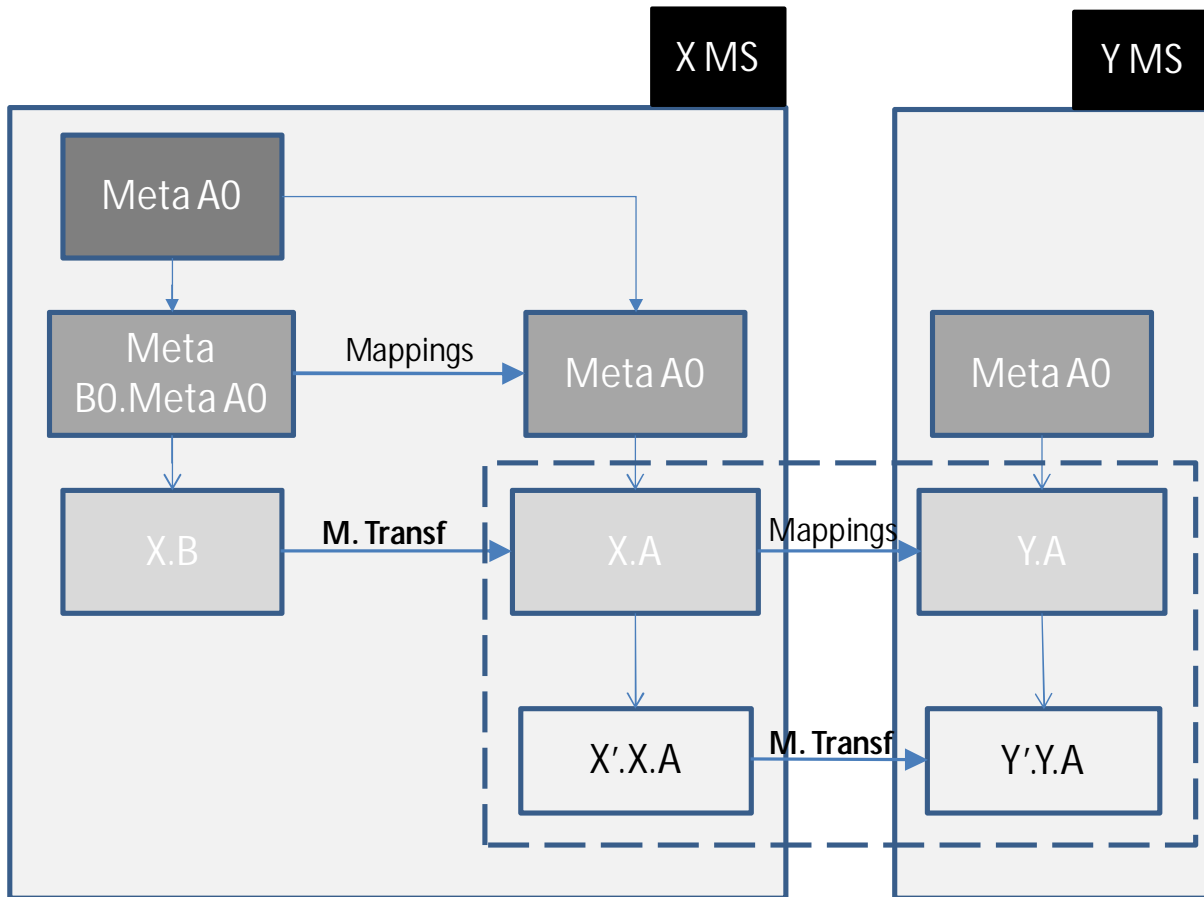 X MS
Y MS
Meta A0
Meta
B0.Meta A0
Mappings
Meta A0
Meta A0
X.B
M. Transf
X.A
Mappings
Y.A
X'.X.A
M. Transf
Y'.Y.A